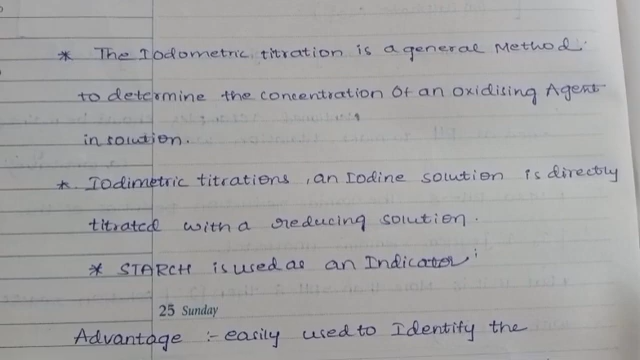 * The Iodometric titration is a general Method.
to determine the concentration of an oxidising Agent
in solution.
* Iodimetric titrations, an Iodine solution is directly
titrated with a reducing solution.
* STARCH is used as an Indicator;
25 Sunday
Advantage :- easily used to Identify the